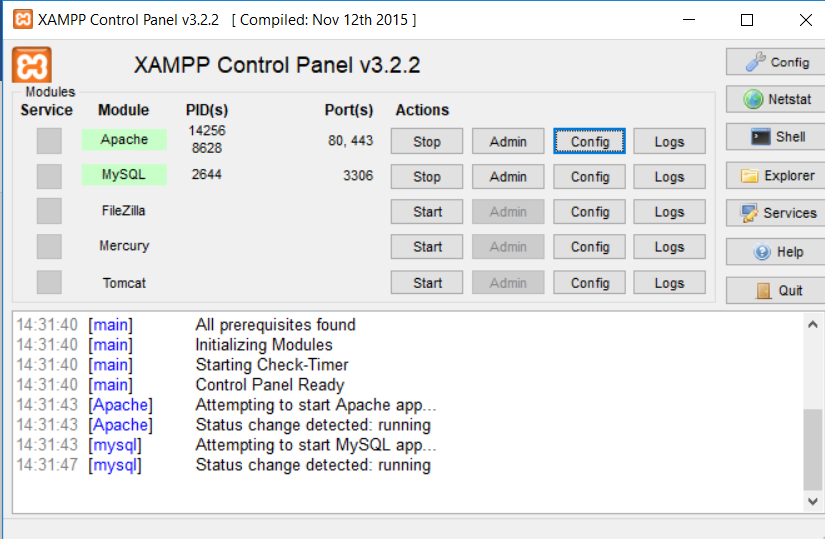 XAMPP Control Panel v3.2.2 [ Compiled: Nov 12th 2015 ]
XAMPP Control Panel v3.2.2
Config
Modules
Service Module PID(s) Port(s) Actions
Netstat
Apache 14256 8628 80, 443 Stop Admin Config Logs
Shell
MySQL 2644 3306 Stop Admin Config Logs
Explorer
FileZilla Start Admin Config Logs
Services
Mercury Start Admin Config Logs
Help
Tomcat Start Admin Config Logs
Quit
14:31:40 [main] All prerequisites found
14:31:40 [main] Initializing Modules
14:31:40 [main] Starting Check-Timer
14:31:40 [main] Control Panel Ready
14:31:43 [Apache] Attempting to start Apache app...
14:31:43 [Apache] Status change detected: running
14:31:43 [mysql] Attempting to start MySQL app...
14:31:47 [mysql] Status change detected: running